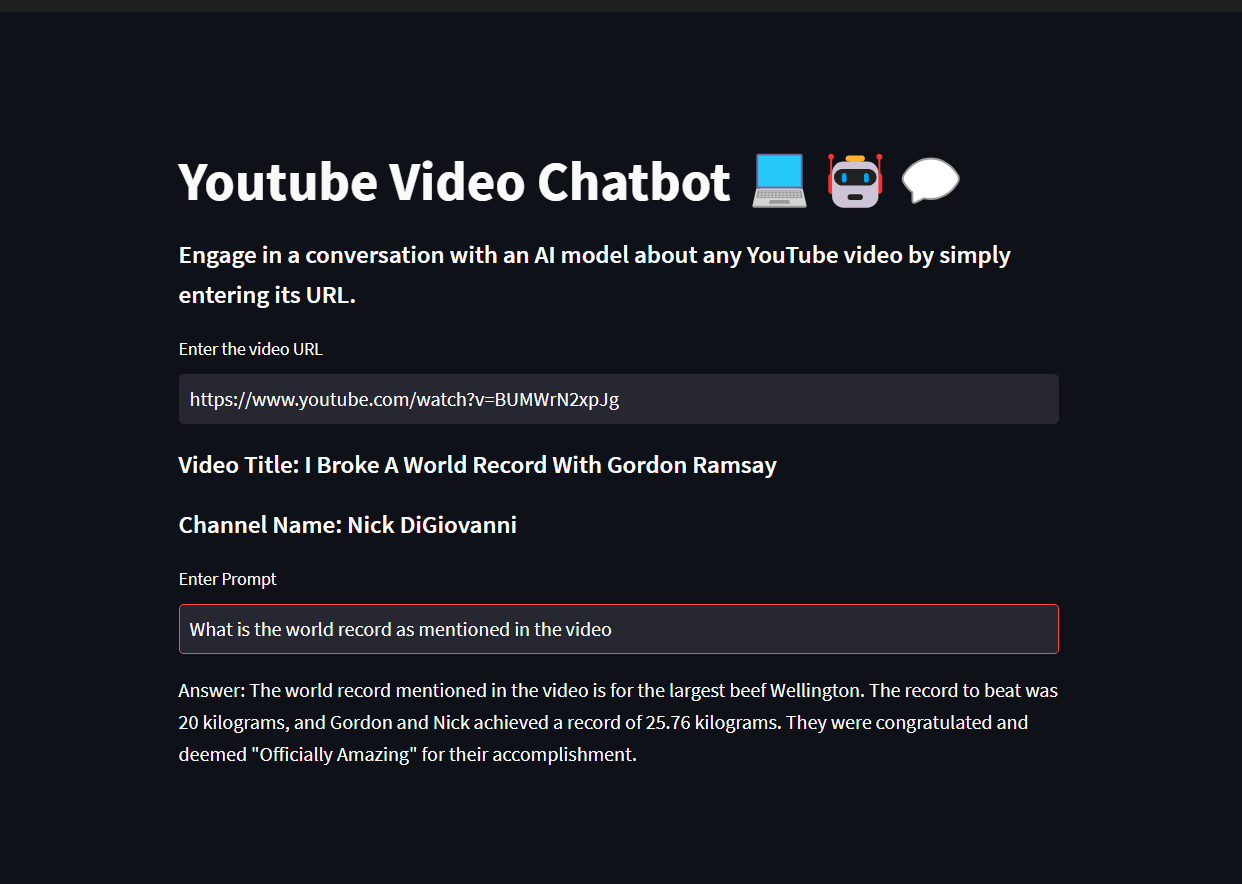 Youtube Video Chatbot 💻 🤖 💬
Engage in a conversation with an AI model about any YouTube video by simply
entering its URL.
Enter the video URL
https://www.youtube.com/watch?v=BUMWrN2xpJg
Video Title: I Broke A World Record With Gordon Ramsay
Channel Name: Nick DiGiovanni
Enter Prompt
What is the world record as mentioned in the video
Answer: The world record mentioned in the video is for the largest beef Wellington. The record to beat was
20 kilograms, and Gordon and Nick achieved a record of 25.76 kilograms. They were congratulated and
deemed "Officially Amazing" for their accomplishment.